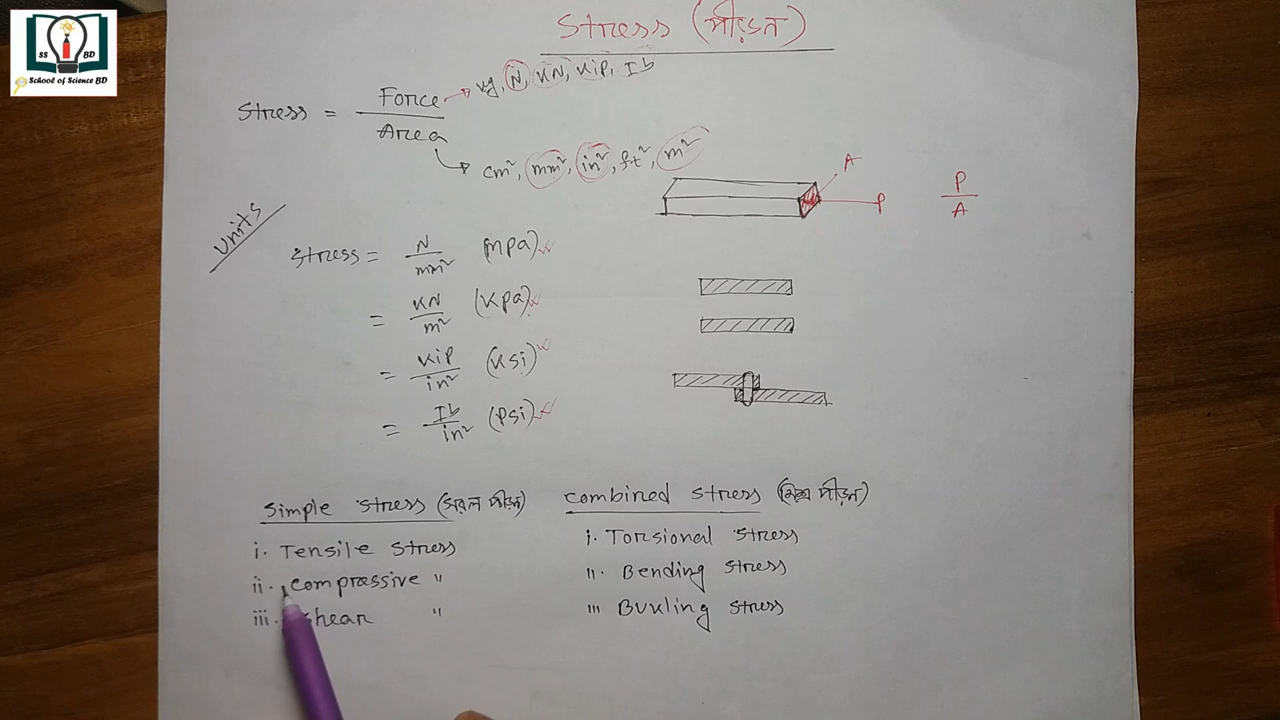 SS BD
School of Science BD
Stress (পীড়ন)
Stress = Force / Area
kg, N, KN, Kip, Ib
cm², mm², in², ft², m²
A
P
P / A
Units
Stress = N / mm² (Mpa)
= KN / m² (Kpa)
= Kip / in² (Ksi)
= Ib / in² (Psi)
Simple Stress (সরল পীড়ন)
i. Tensile Stress
ii. Compressive "
iii. Shear "
Combined Stress (মিশ্র পীড়ন)
i. Torsional Stress
ii. Bending Stress
iii Bukling Stress